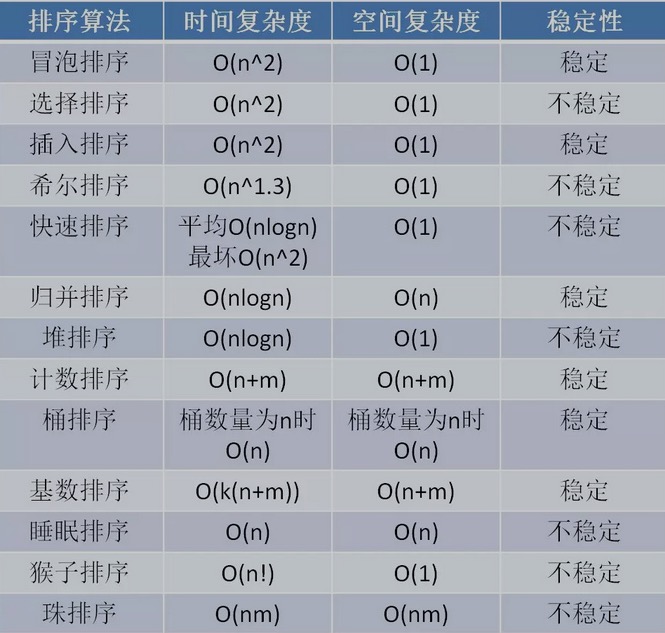 排序算法 时间复杂度 空间复杂度 稳定性
冒泡排序 O(n^2) O(1) 稳定
选择排序 O(n^2) O(1) 不稳定
插入排序 O(n^2) O(1) 稳定
希尔排序 O(n^1.3) O(1) 不稳定
快速排序 平均O(nlogn) O(1) 不稳定
最坏O(n^2)
归并排序 O(nlogn) O(n) 稳定
堆排序 O(nlogn) O(1) 不稳定
计数排序 O(n+m) O(n+m) 稳定
桶排序 桶数量为n时 桶数量为n时 稳定
O(n) O(n)
基数排序 O(k(n+m)) O(n+m) 稳定
睡眠排序 O(n) O(n) 不稳定
猴子排序 O(n!) O(1) 不稳定
珠排序 O(nm) O(nm) 不稳定